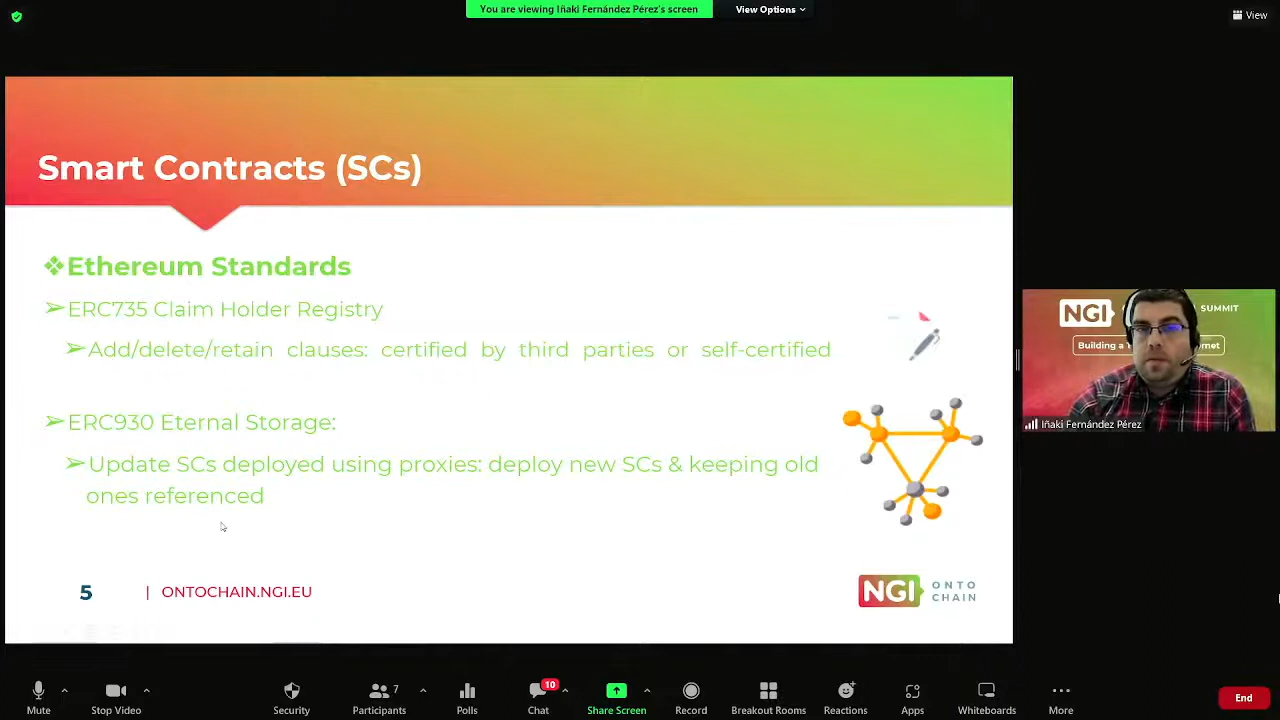 You are viewing Iñaki Fernández Pérez's screen
View Options
View
Smart Contracts (SCs)
❖Ethereum Standards
➢ERC735 Claim Holder Registry
➢Add/delete/retain clauses: certified by third parties or self-certified
➢ERC930 Eternal Storage:
➢Update SCs deployed using proxies: deploy new SCs & keeping old
ones referenced
5
| ONTOCHAIN.NGI.EU
NGI
ONTO
CHAIN
NGI
SUMMIT
Building a
Iñaki Fernández Pérez
Mute
Stop Video
Security
7
Participants
Polls
10
Chat
Share Screen
Record
Breakout Rooms
Reactions
Apps
Whiteboards
More
End